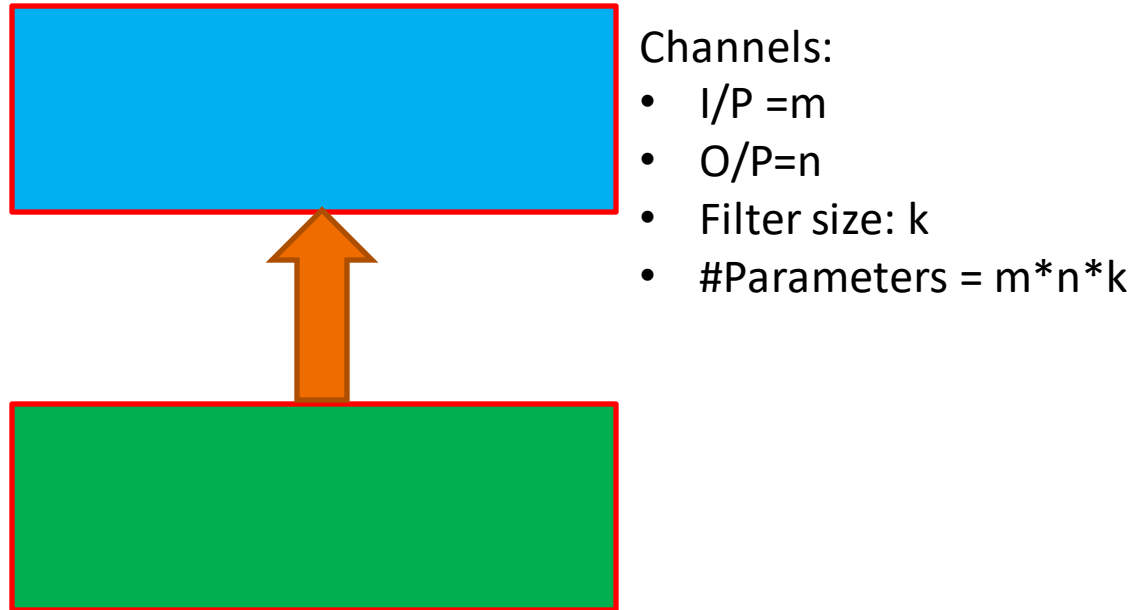 Channels:
• I/P =m
• O/P=n
• Filter size: k
• #Parameters = m*n*k